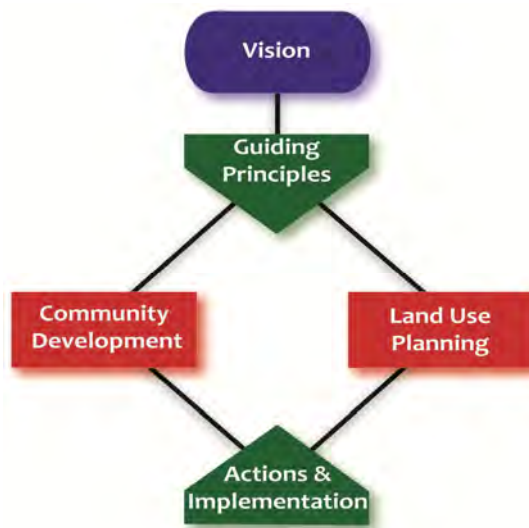 Vision
Guiding
Principles
Community
Development
Land Use
Planning
Actions &
Implementation